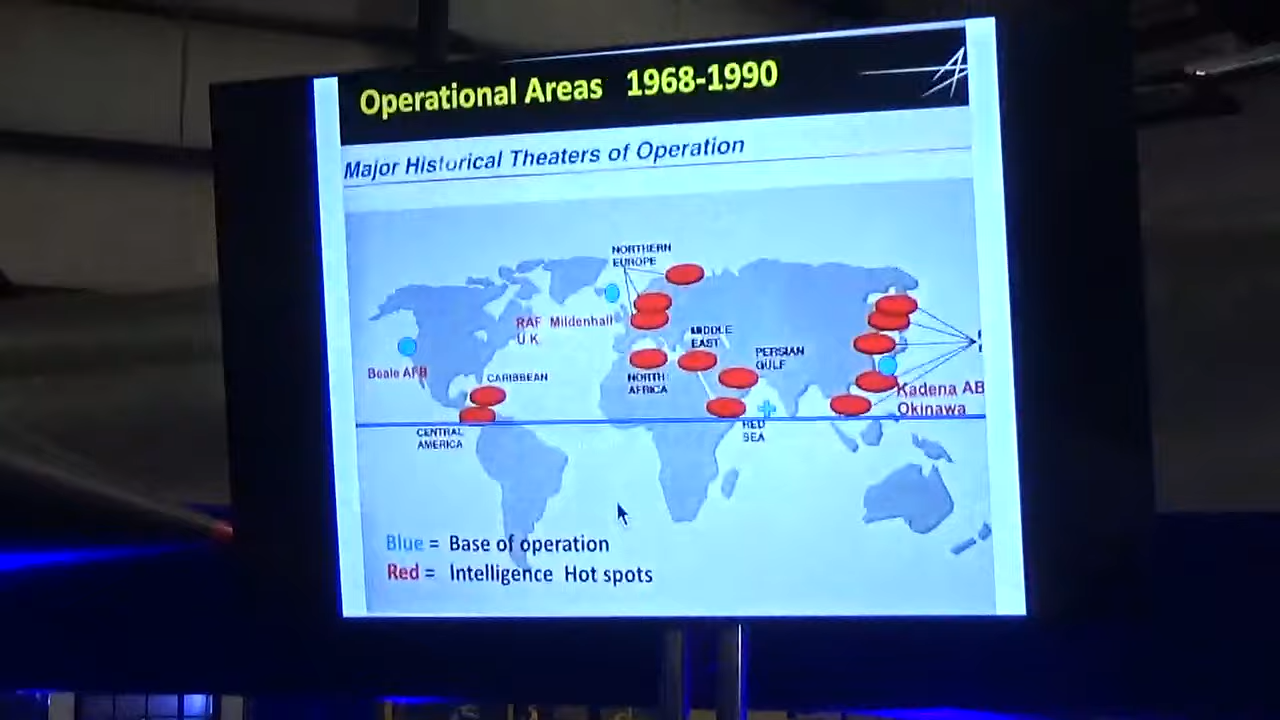 Operational Areas 1968-1990
Major Historical Theaters of Operation
NORTHERN
EUROPE
RAF Mildenhall
U.K
MIDDLE
EAST
PERSIAN
GULF
Beale AFB
CARIBBEAN
NORTH
AFRICA
Kadena AB
Okinawa
CENTRAL
AMERICA
RED
SEA
Blue = Base of operation
Red = Intelligence Hot spots